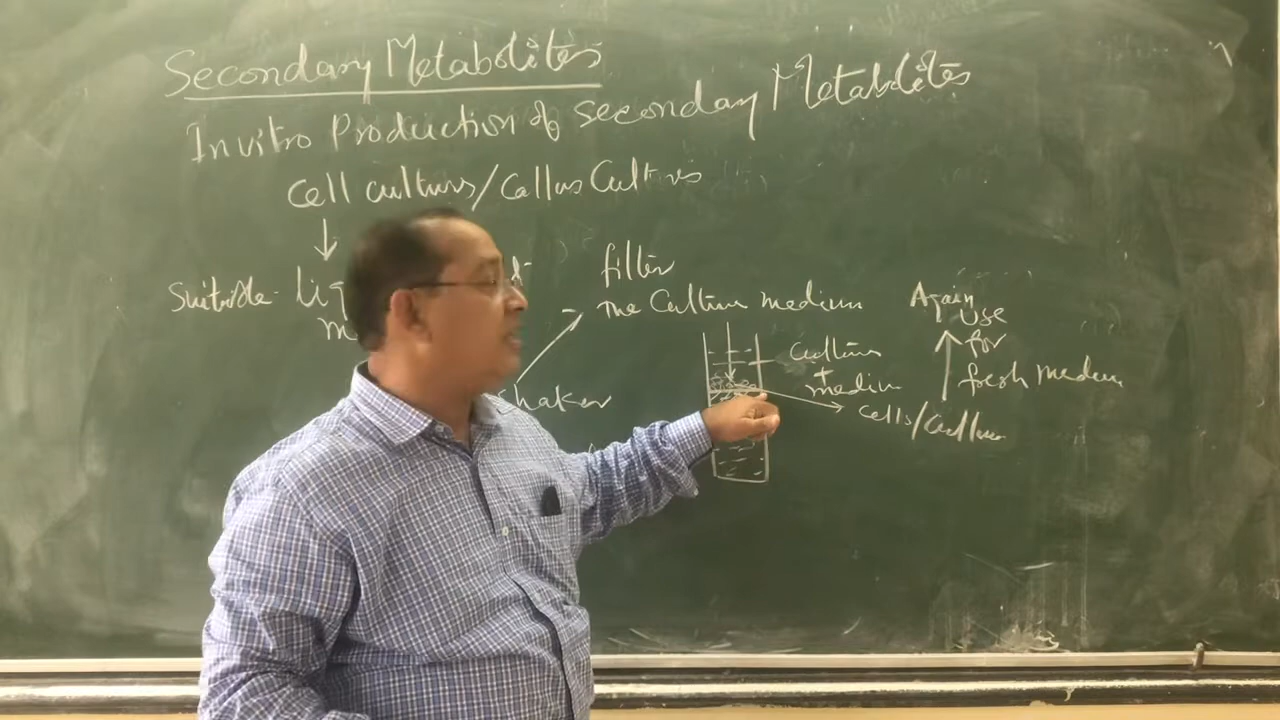 Secondary Metabolites
Invitro Production of Secondary Metabolites
Cell cultures/Callus Cultures
Suitable
filter
the Culture medium
Shaker
Culture
+
medium
Cells/Callus
Again
Use
for
fresh medium